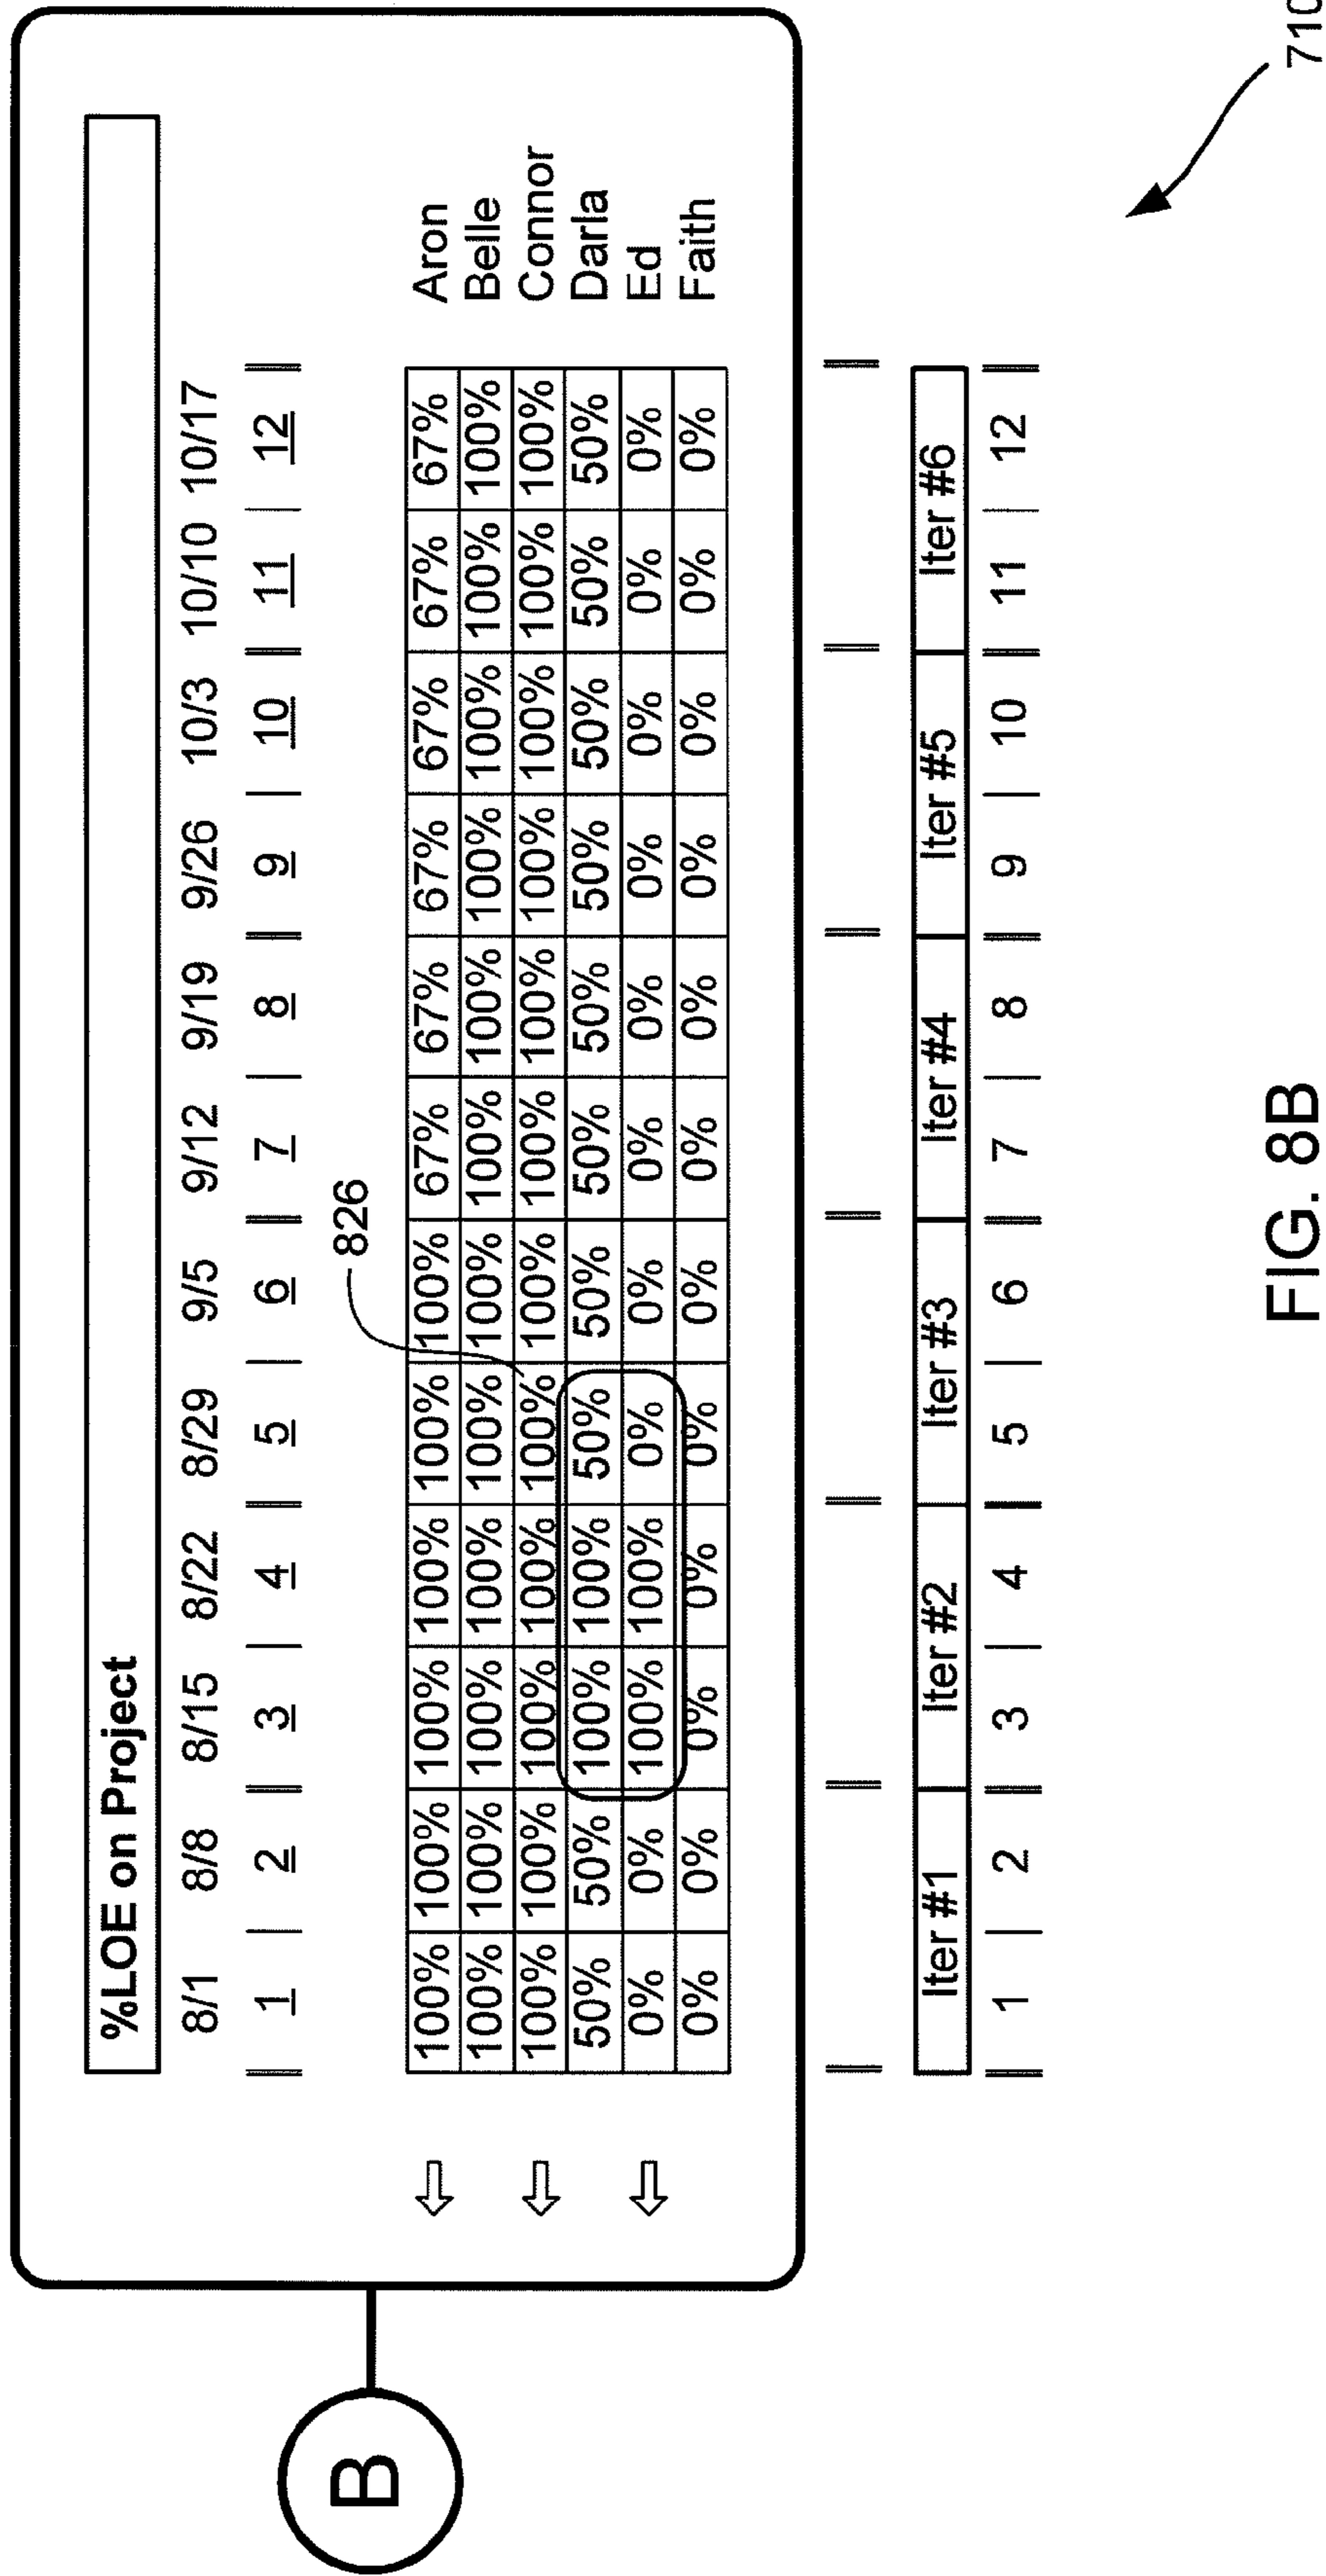 %LOE on Project
8/1 8/8 8/15 8/22 8/29 9/5 9/12 9/19 9/26 10/3 10/10 10/17
1 2 3 4 5 6 7 8 9 10 11 12
826
100% 100% 100% 100% 100% 100% 67% 67% 67% 67% 67% 67% Aron
100% 100% 100% 100% 100% 100% 100% 100% 100% 100% 100% 100% Belle
100% 100% 100% 100% 100% 100% 100% 100% 100% 100% 100% 100% Connor
50% 50% 100% 100% 50% 50% 50% 50% 50% 50% 50% 50% Darla
0% 0% 100% 100% 0% 0% 0% 0% 0% 0% 0% 0% Ed
0% 0% 0% 0% 0% 0% 0% 0% 0% 0% 0% 0% Faith
B
Iter #1 Iter #2 Iter #3 Iter #4 Iter #5 Iter #6
1 2 3 4 5 6 7 8 9 10 11 12
710
FIG. 8B